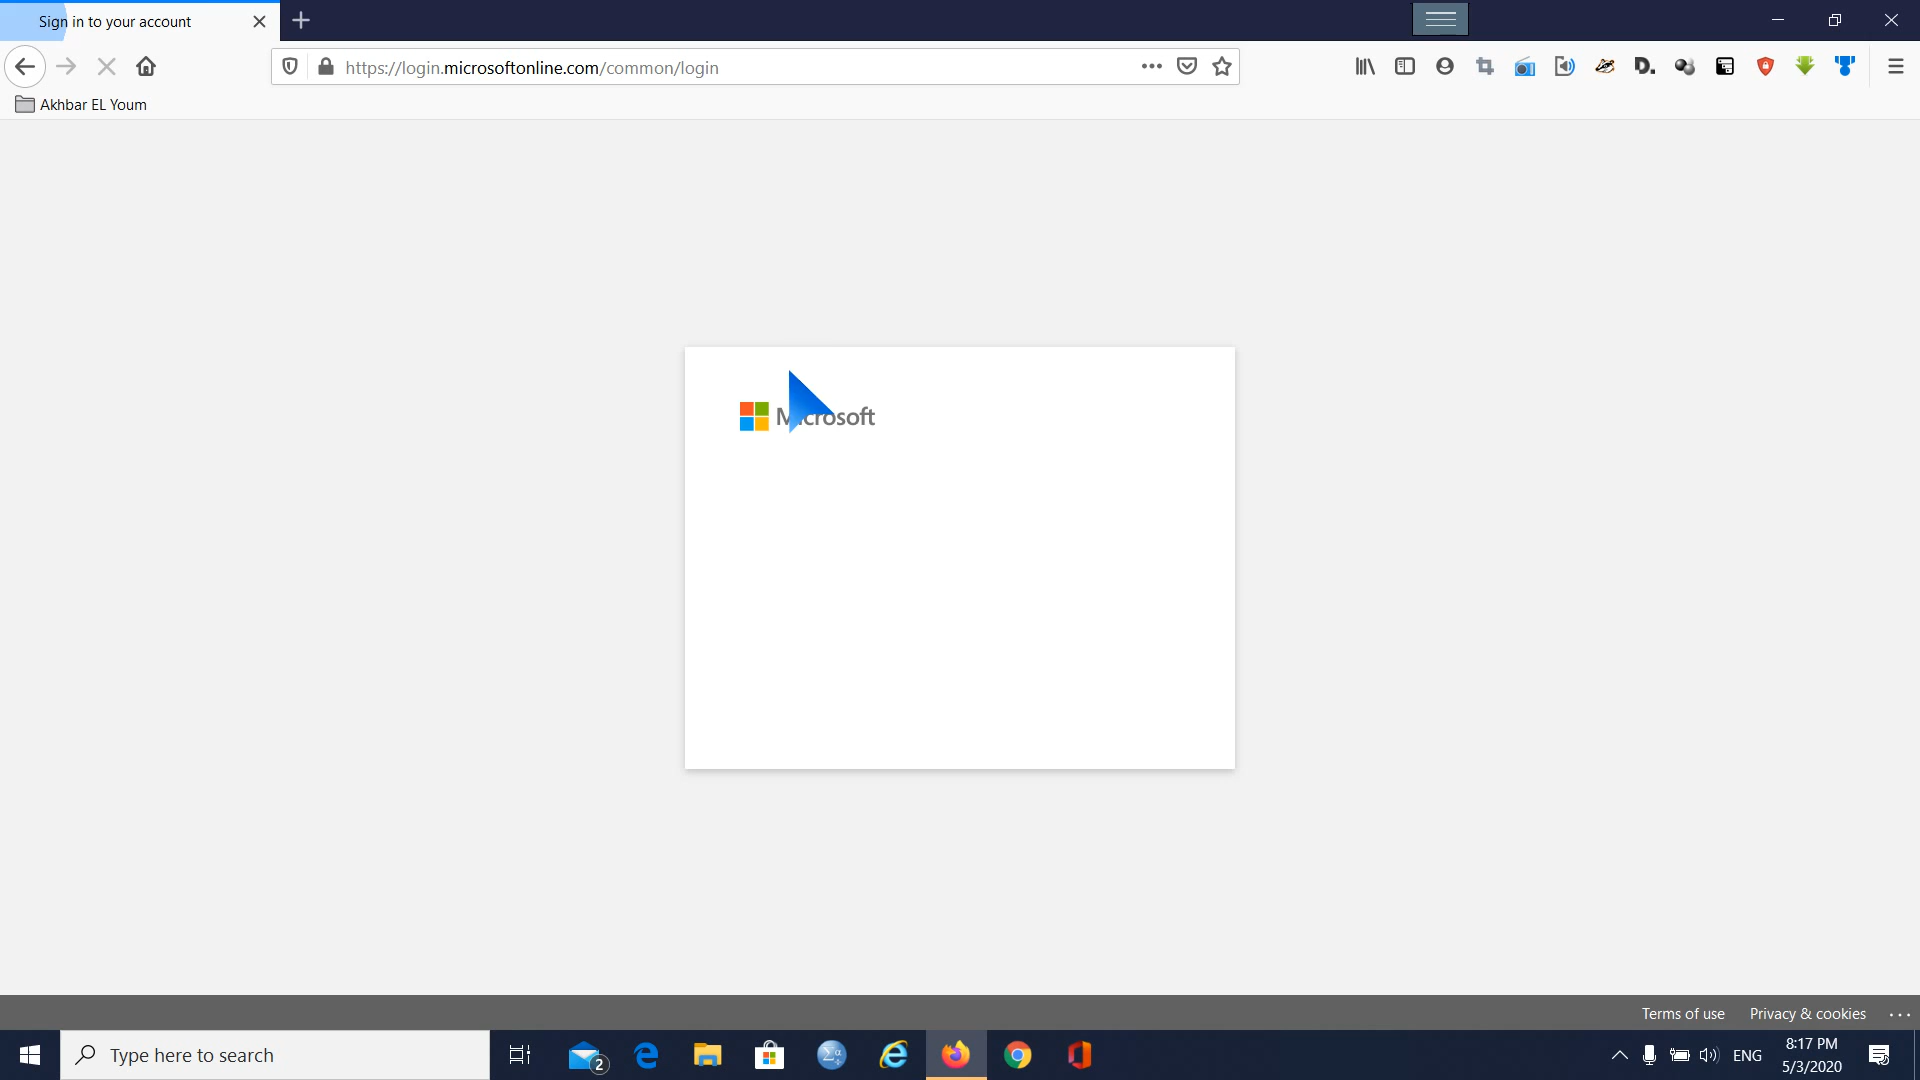 Sign in to your account
https://login.microsoftonline.com/common/login
Akhbar EL Youm
Microsoft
Terms of use
Privacy & cookies
Type here to search
2
ENG
8:17 PM
5/3/2020